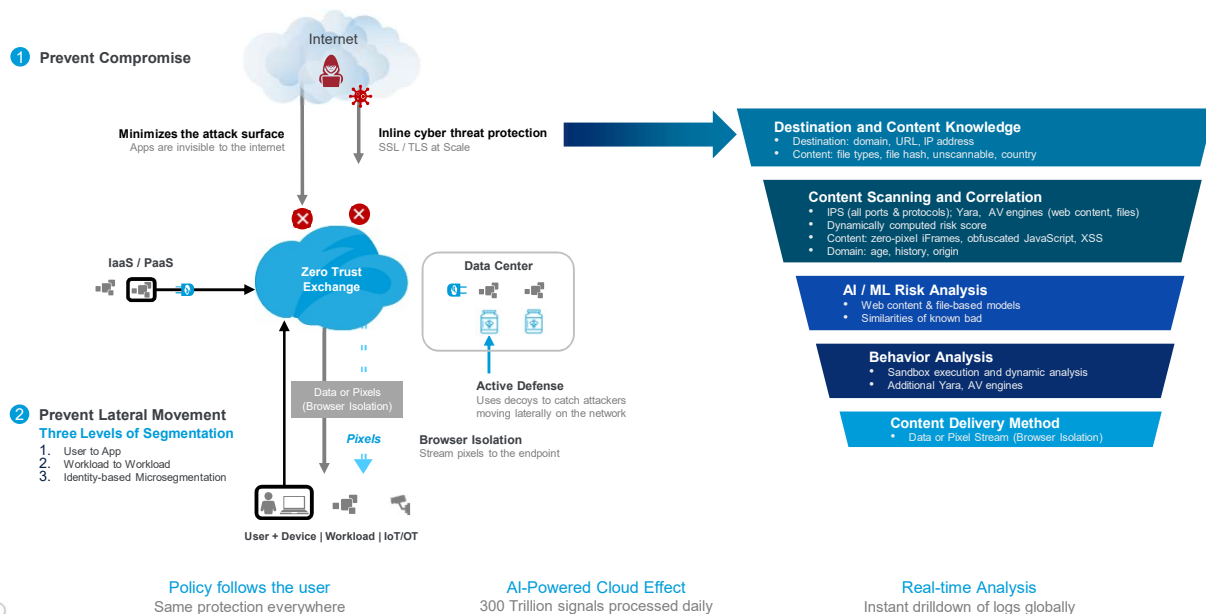 Internet
1 Prevent Compromise
Minimizes the attack surface
Apps are invisible to the internet
Inline cyber threat protection
SSL / TLS at Scale
Zero Trust
Exchange
IaaS / PaaS
Data Center
Active Defense
Uses decoys to catch attackers
moving laterally on the network
Data or Pixels
(Browser Isolation)
2 Prevent Lateral Movement
Three Levels of Segmentation
1. User to App
2. Workload to Workload
3. Identity-based Microsegmentation
Pixels
Browser Isolation
Stream pixels to the endpoint
User + Device | Workload | IoT/OT
Destination and Content Knowledge
• Destination: domain, URL, IP address
• Content: file types, file hash, unscannable, country
Content Scanning and Correlation
• IPS (all ports & protocols); Yara, AV engines (web content, files)
• Dynamically computed risk score
• Content: zero-pixel iFrames, obfuscated JavaScript, XSS
• Domain: age, history, origin
AI / ML Risk Analysis
• Web content & file-based models
• Similarities of known bad
Behavior Analysis
• Sandbox execution and dynamic analysis
• Additional Yara, AV engines
Content Delivery Method
• Data or Pixel Stream (Browser Isolation)
Policy follows the user
Same protection everywhere
AI-Powered Cloud Effect
300 Trillion signals processed daily
Real-time Analysis
Instant drilldown of logs globally